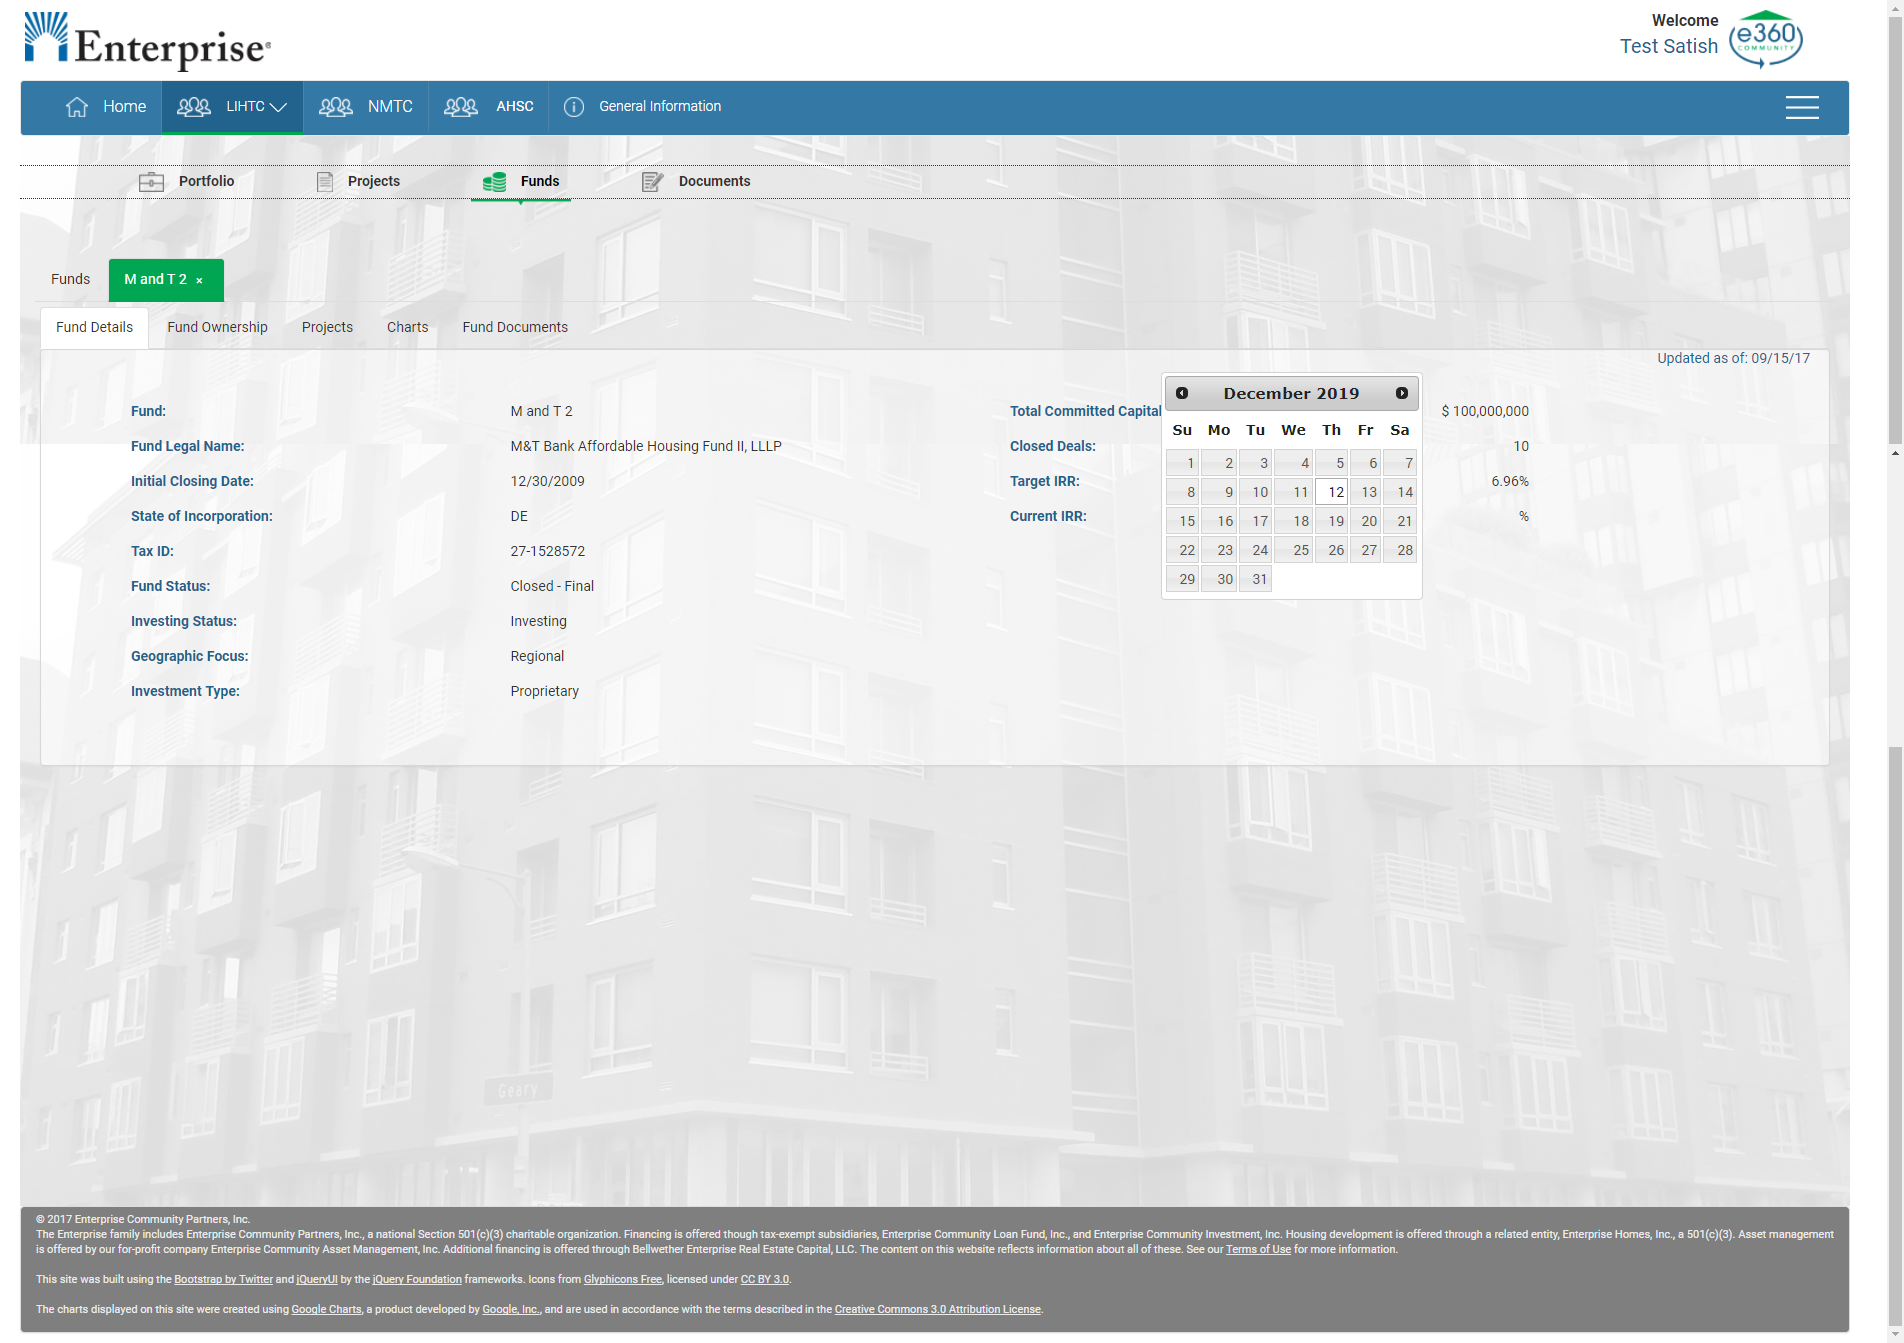 Enterprise®
Welcome
Test Satish
e360
COMMUNITY
Home
LIHTC
NMTC
AHSC
General Information
Portfolio
Projects
Funds
Documents
Funds
M and T 2 ×
Fund Details
Fund Ownership
Projects
Charts
Fund Documents
Updated as of: 09/15/17
Fund: M and T 2
Fund Legal Name: M&T Bank Affordable Housing Fund II, LLLP
Initial Closing Date: 12/30/2009
State of Incorporation: DE
Tax ID: 27-1528572
Fund Status: Closed - Final
Investing Status: Investing
Geographic Focus: Regional
Investment Type: Proprietary
Total Committed Capital $ 100,000,000
Closed Deals: 10
Target IRR: 6.96%
Current IRR: %
December 2019
Su Mo Tu We Th Fr Sa
1 2 3 4 5 6 7
8 9 10 11 12 13 14
15 16 17 18 19 20 21
22 23 24 25 26 27 28
29 30 31
Geary
© 2017 Enterprise Community Partners, Inc.
The Enterprise family includes Enterprise Community Partners, Inc., a national Section 501(c)(3) charitable organization. Financing is offered though tax-exempt subsidiaries, Enterprise Community Loan Fund, Inc., and Enterprise Community Investment, Inc. Housing development is offered through a related entity, Enterprise Homes, Inc., a 501(c)(3). Asset management
is offered by our for-profit company Enterprise Community Asset Management, Inc. Additional financing is offered through Bellwether Enterprise Real Estate Capital, LLC. The content on this website reflects information about all of these. See our Terms of Use for more information.
This site was built using the Bootstrap by Twitter and jQueryUI by the jQuery Foundation frameworks. Icons from Glyphicons Free, licensed under CC BY 3.0.
The charts displayed on this site were created using Google Charts, a product developed by Google, Inc., and are used in accordance with the terms described in the Creative Commons 3.0 Attribution License.